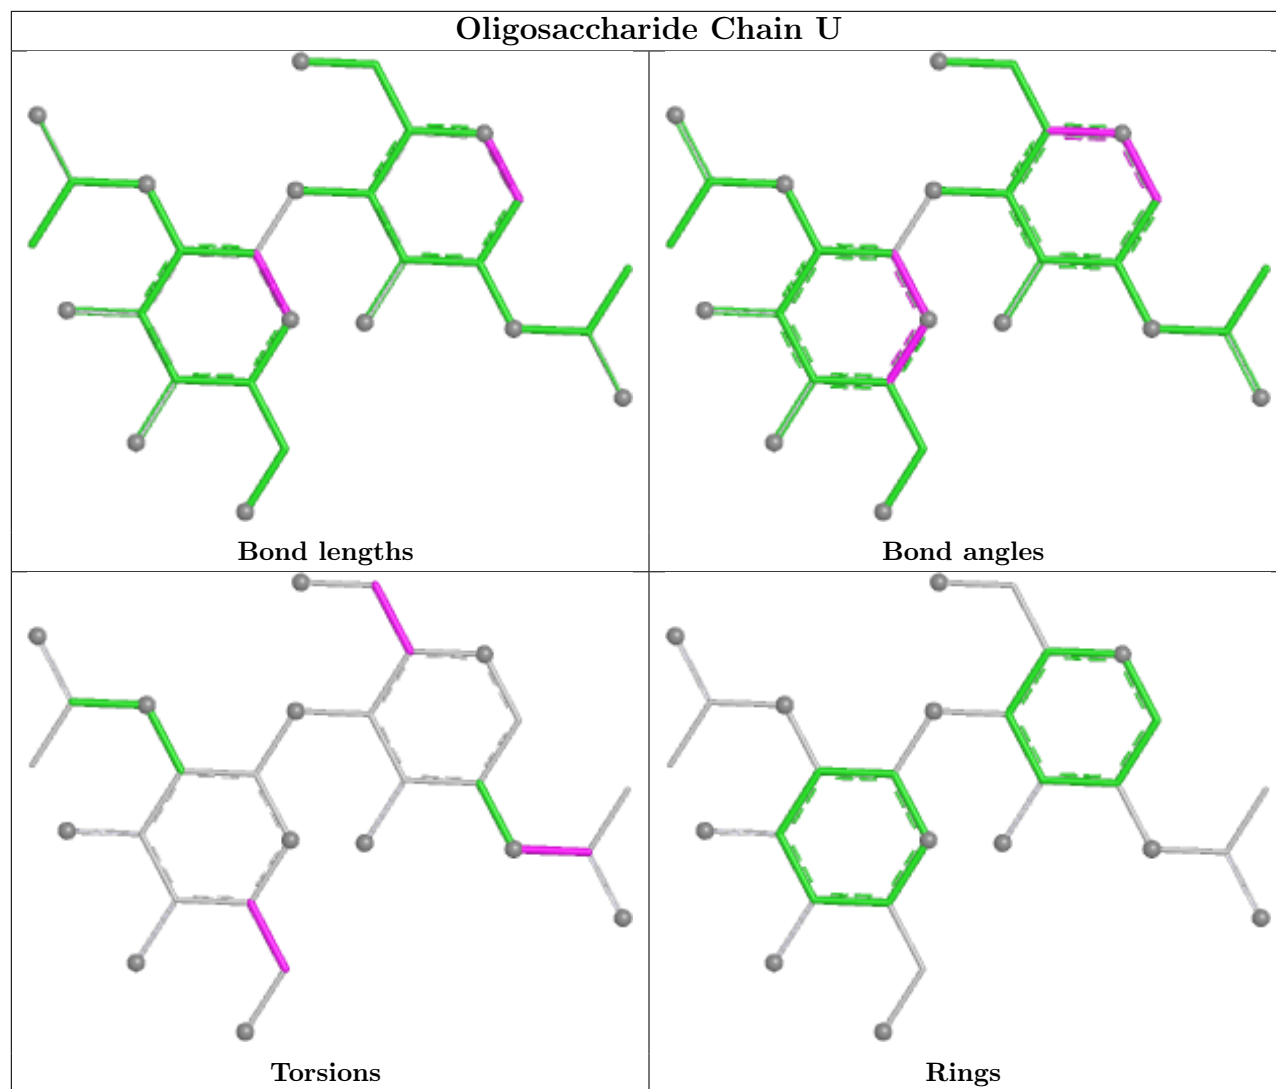 Oligosaccharide Chain U
Bond lengths
Bond angles
Torsions
Rings